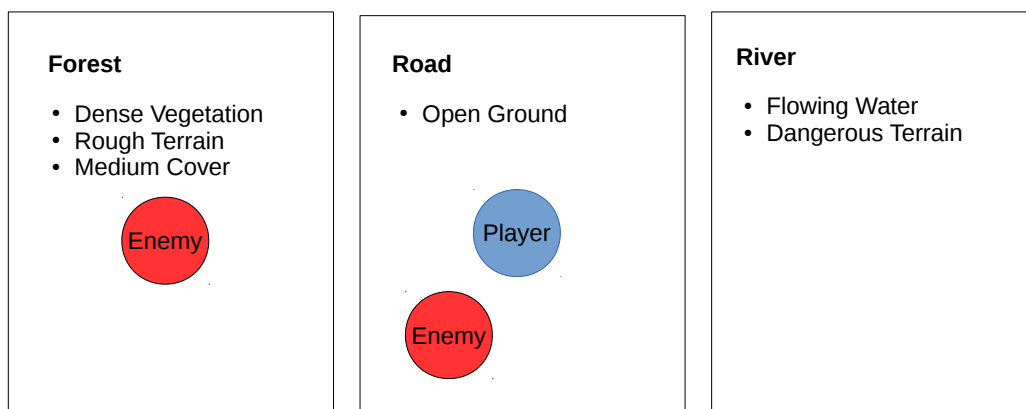 Forest
• Dense Vegetation
• Rough Terrain
• Medium Cover
Enemy
Road
• Open Ground
Player
Enemy
River
• Flowing Water
• Dangerous Terrain